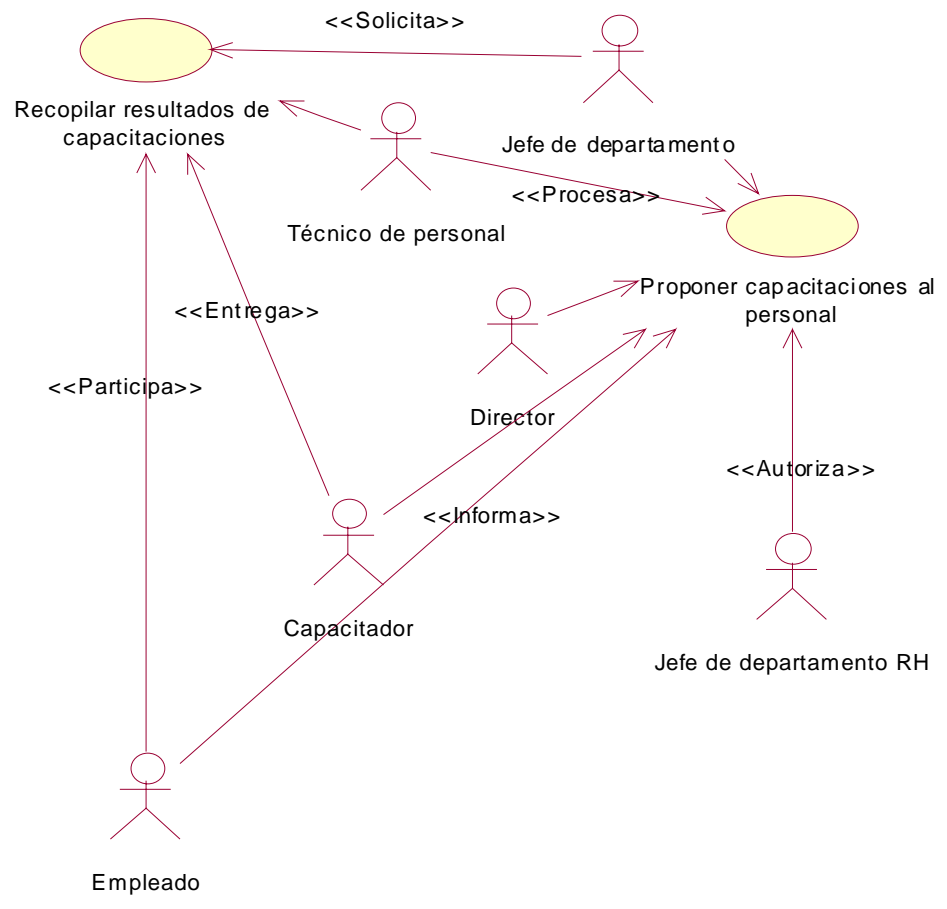 <<Solicita>>
Recopilar resultados de
capacitaciones
Jefe de departamento
<<Procesa>>
Técnico de personal
Proponer capacitaciones al
personal
<<Entrega>>
<<Participa>>
Director
<<Autoriza>>
<<Informa>>
Capacitador
Jefe de departamento RH
Empleado